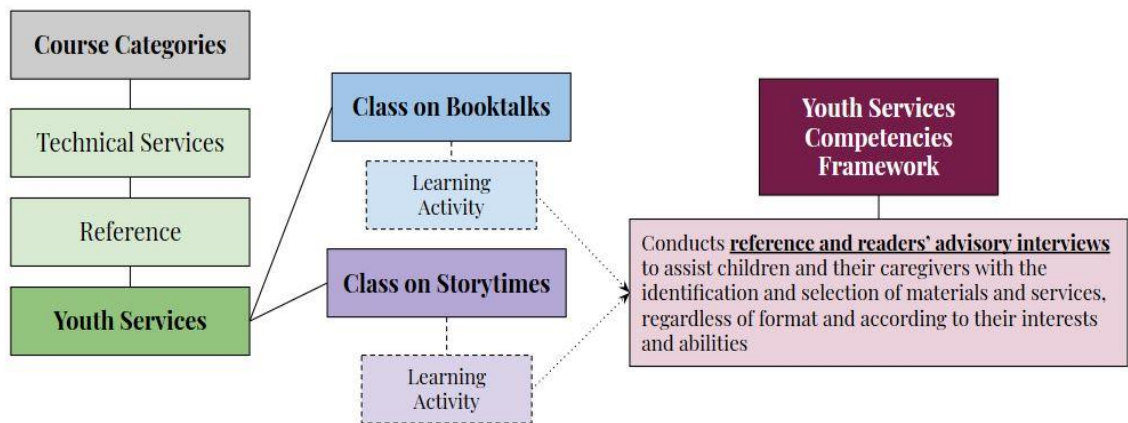 Course Categories
Technical Services
Reference
Youth Services
Class on Booktalks
Learning
Activity
Class on Storytimes
Learning
Activity
Youth Services
Competencies
Framework
Conducts reference and readers’ advisory interviews
to assist children and their caregivers with the
identification and selection of materials and services,
regardless of format and according to their interests
and abilities